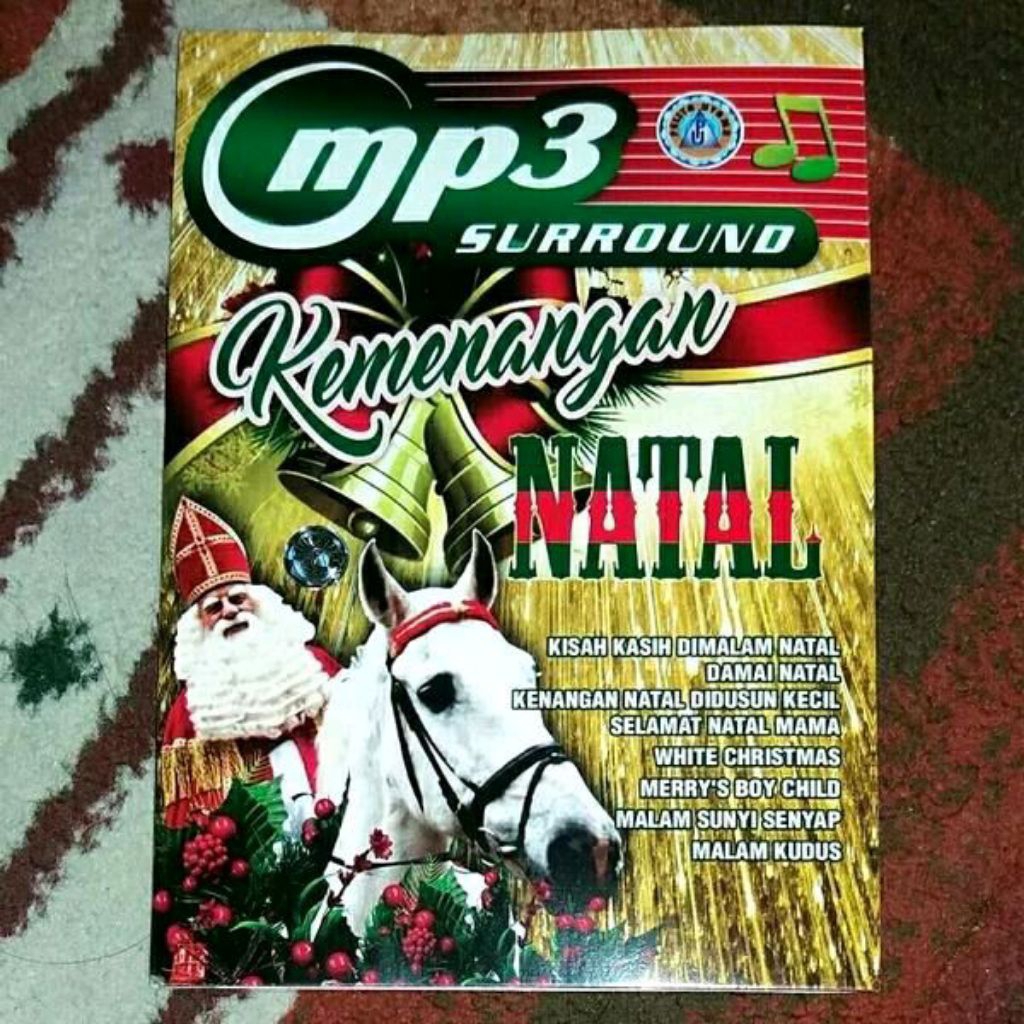 mp3
SURROUND
Kemenangan
NATAL
KISAH KASIH DIMALAM NATAL
DAMAI NATAL
KENANGAN NATAL DIDUSUN KECIL
SELAMAT NATAL MAMA
WHITE CHRISTMAS
MERRY'S BOY CHILD
MALAM SUNYI SENYAP
MALAM KUDUS